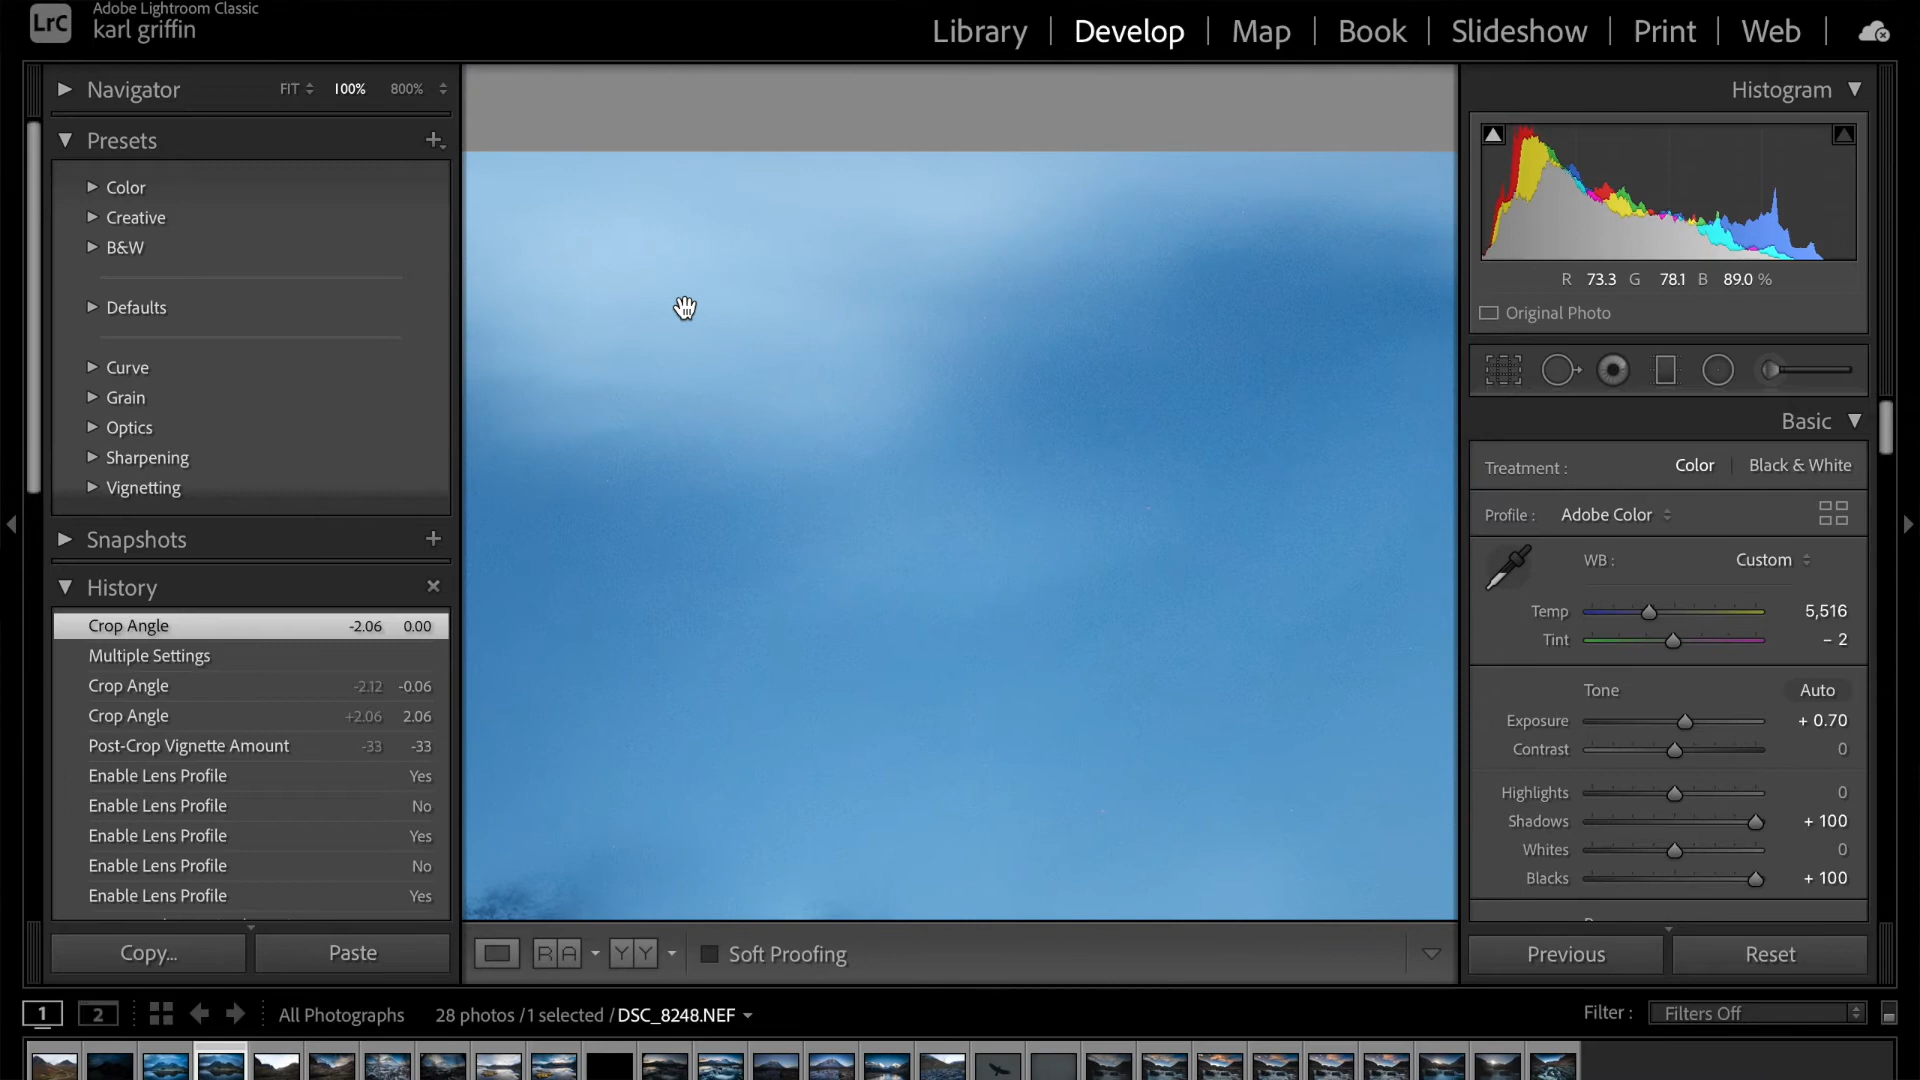 LrC
Adobe Lightroom Classic
karl griffin
Library
Develop
Map
Book
Slideshow
Print
Web
Navigator
FIT
100%
800%
Presets
Color
Creative
B&W
Defaults
Curve
Grain
Optics
Sharpening
Vignetting
Snapshots
History
Crop Angle -2.06 0.00
Multiple Settings
Crop Angle -2.12 -0.06
Crop Angle +2.06 2.06
Post-Crop Vignette Amount -33 -33
Enable Lens Profile Yes
Enable Lens Profile No
Enable Lens Profile Yes
Enable Lens Profile No
Enable Lens Profile Yes
Copy...
Paste
R A
Y Y
Soft Proofing
Histogram
R 73.3 G 78.1 B 89.0 %
Original Photo
Basic
Treatment : Color Black & White
Profile : Adobe Color
WB : Custom
Temp 5,516
Tint – 2
Tone Auto
Exposure + 0.70
Contrast 0
Highlights 0
Shadows + 100
Whites 0
Blacks + 100
Previous
Reset
1
2
All Photographs
28 photos / 1 selected / DSC_8248.NEF
Filter : Filters Off